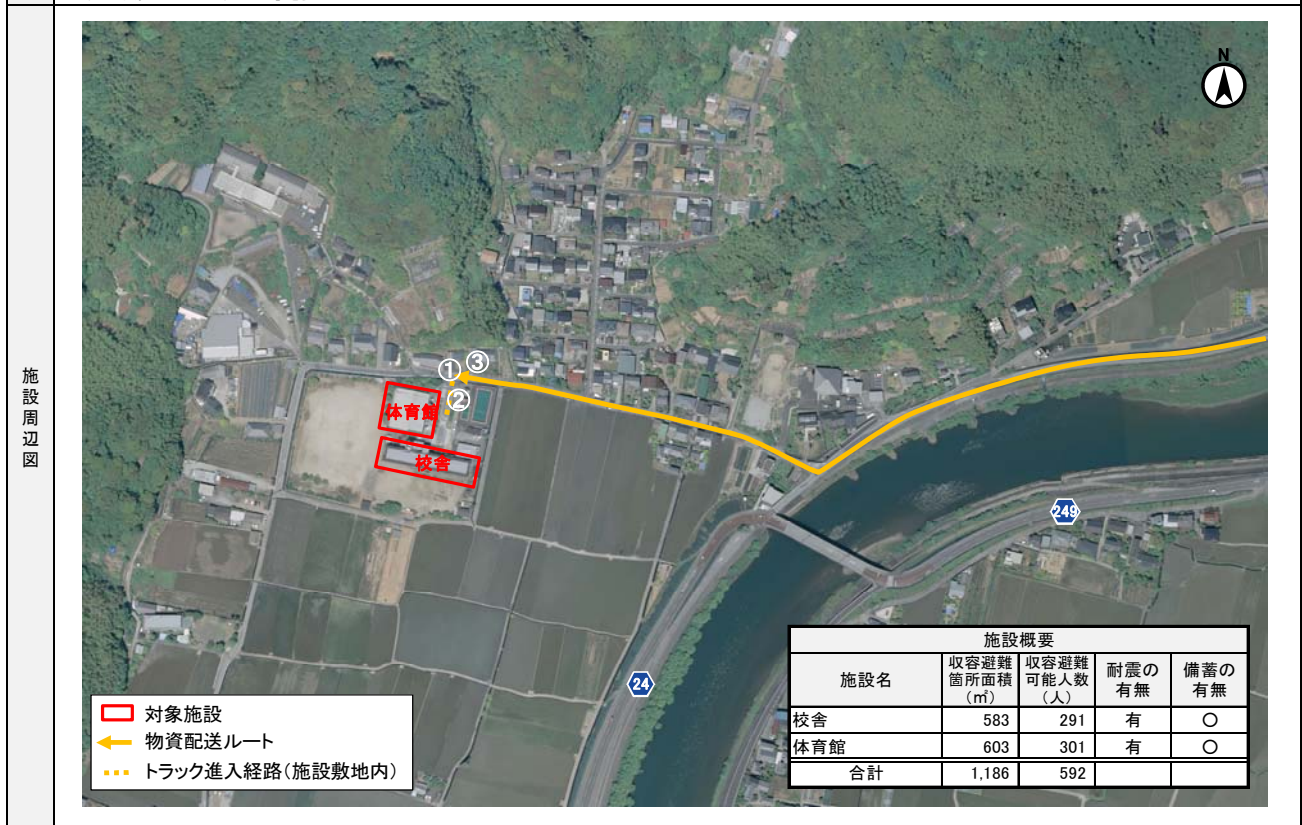 施設周辺図
N
①
③
②
体育館
校舎
249
24
対象施設
物資配送ルート
トラック進入経路(施設敷地内)
施設概要
施設名
収容避難
箇所面積
(㎡)
収容避難
可能人数
(人)
耐震の
有無
備蓄の
有無
校舎 583 291 有 ○
体育館 603 301 有 ○
合計 1,186 592